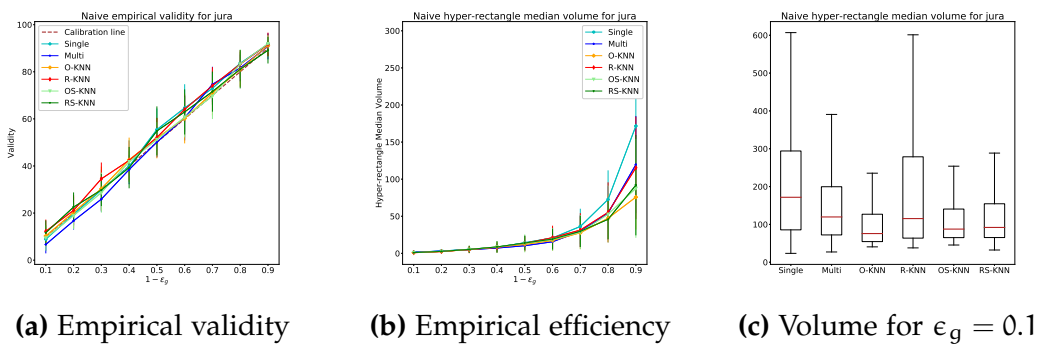 Naive empirical validity for jura
100
80
60
40
20
0
Validity
Calibration line
Single
Multi
O-KNN
R-KNN
OS-KNN
RS-KNN
0.1 0.2 0.3 0.4 0.5 0.6 0.7 0.8 0.9
1 − ϵg
(a) Empirical validity
Naive hyper-rectangle median volume for jura
300
250
200
150
100
50
0
Hyper-rectangle Median Volume
Single
Multi
O-KNN
R-KNN
OS-KNN
RS-KNN
0.1 0.2 0.3 0.4 0.5 0.6 0.7 0.8 0.9
1 − ϵg
(b) Empirical efficiency
Naive hyper-rectangle median volume for jura
600
500
400
300
200
100
0
Single Multi O-KNN R-KNN OS-KNN RS-KNN
(c) Volume for ϵg = 0.1